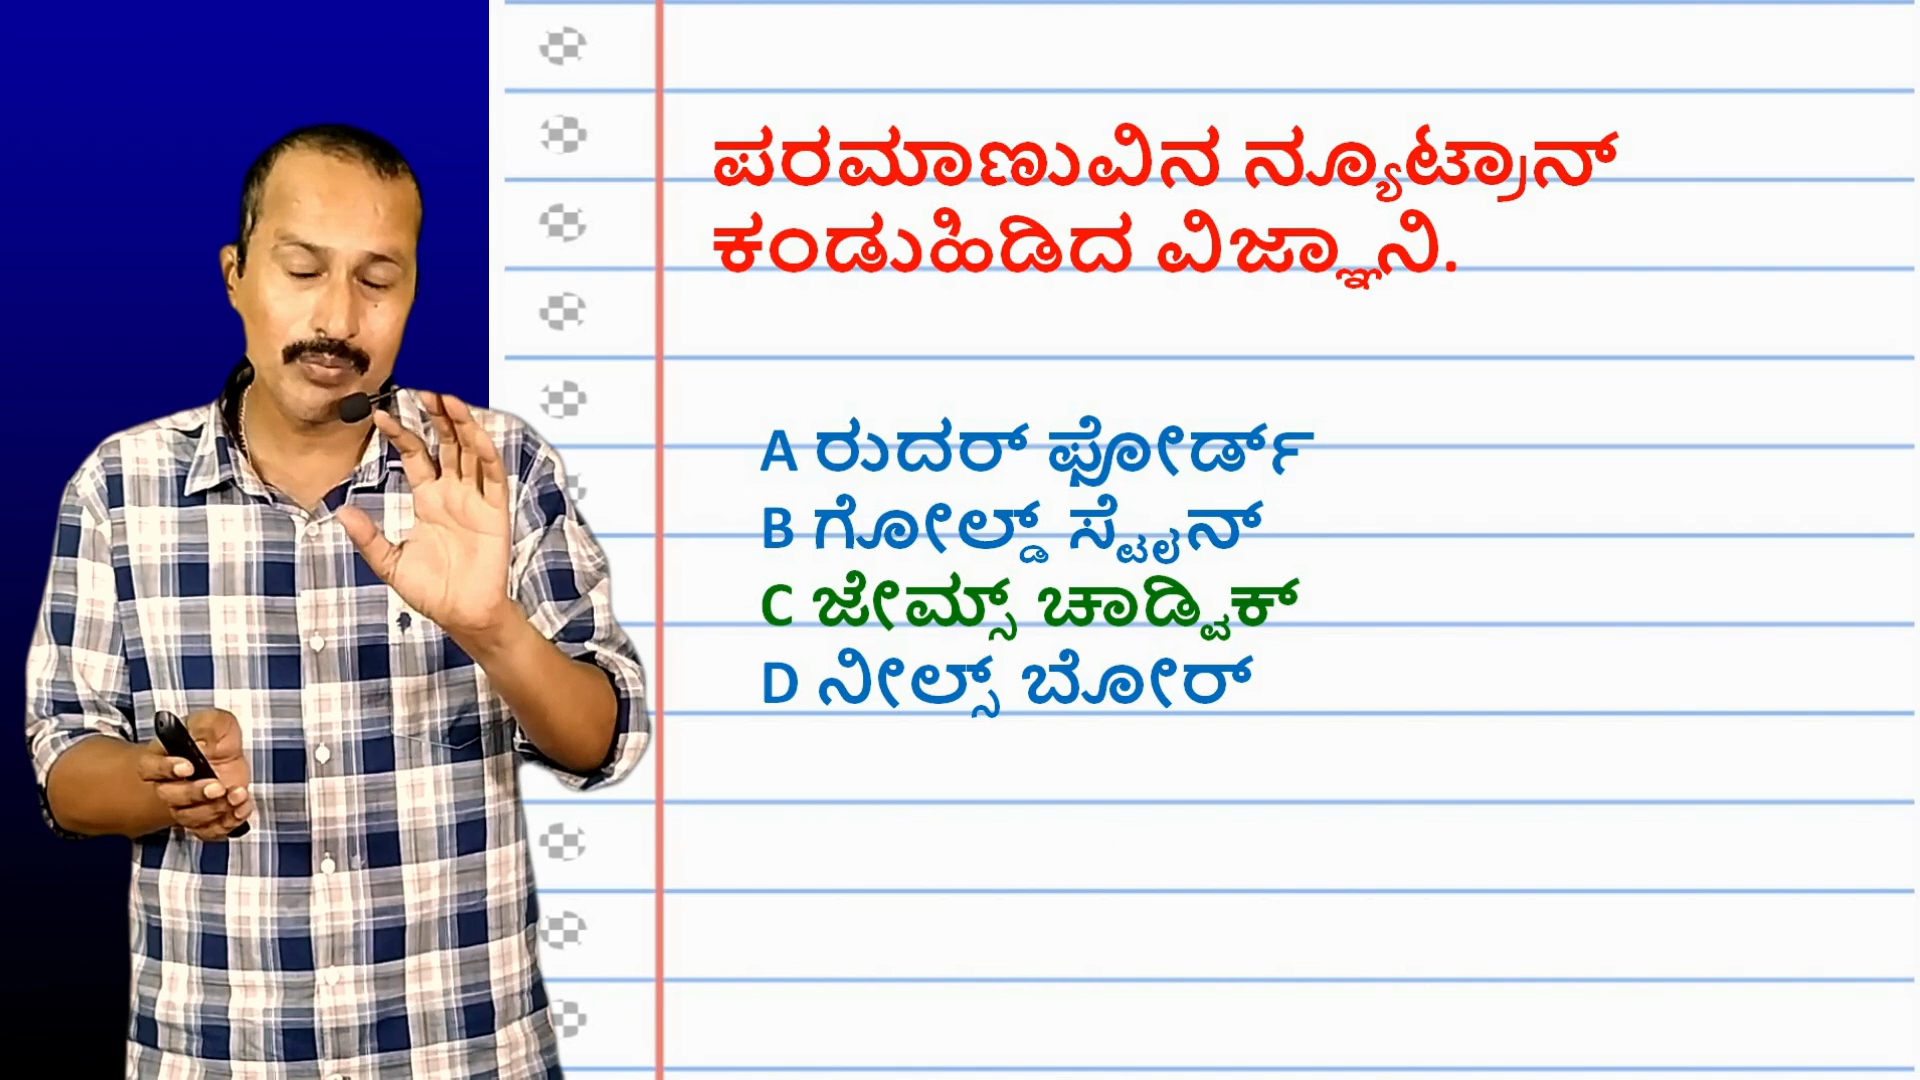 ಪರಮಾಣುವಿನ ನ್ಯೂಟ್ರಾನ್
ಕಂಡುಹಿಡಿದ ವಿಜ್ಞಾನಿ.
A ರುದರ್ ಫೋರ್ಡ್
B ಗೋಲ್ಡ್ ಸ್ಟೈನ್
C ಜೇಮ್ಸ್ ಚಾಡ್ವಿಕ್
D ನೀಲ್ಸ್ ಬೋರ್